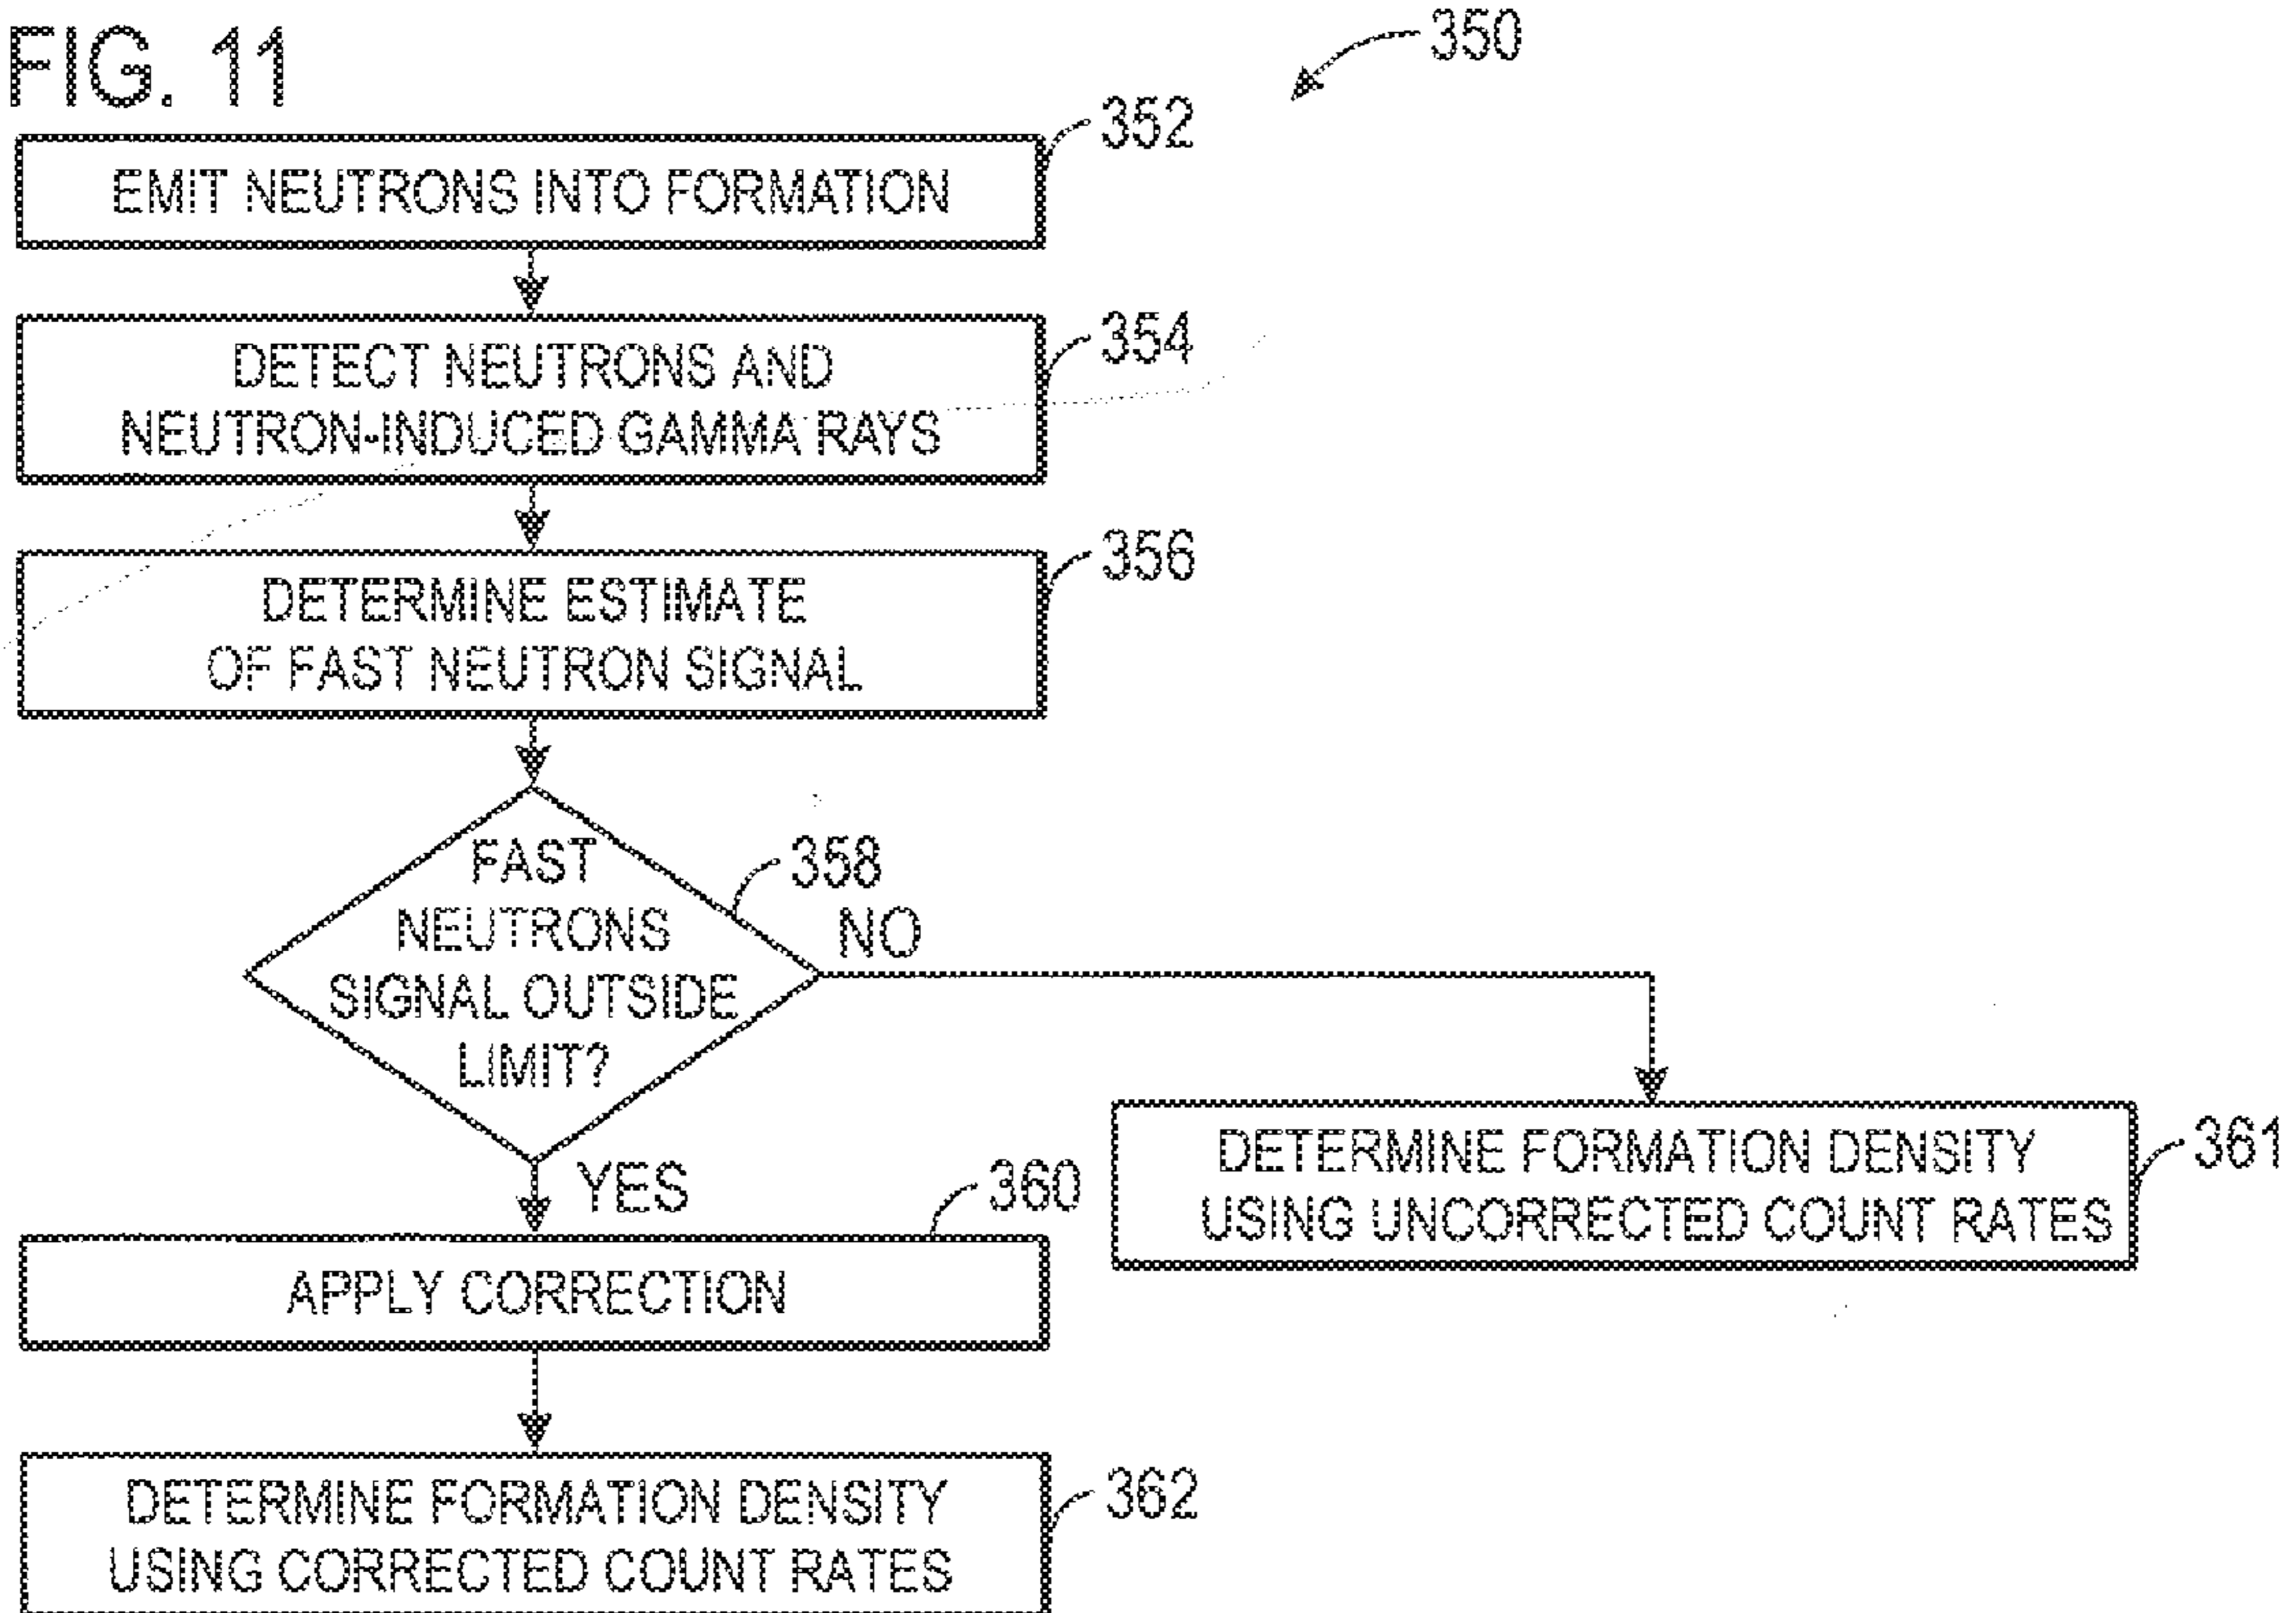 FIG. 11
350
352
EMIT NEUTRONS INTO FORMATION
354
DETECT NEUTRONS AND
NEUTRON-INDUCED GAMMA RAYS
356
DETERMINE ESTIMATE
OF FAST NEUTRON SIGNAL
358
FAST
NEUTRONS
SIGNAL OUTSIDE
LIMIT?
NO
YES
361
DETERMINE FORMATION DENSITY
USING UNCORRECTED COUNT RATES
360
APPLY CORRECTION
362
DETERMINE FORMATION DENSITY
USING CORRECTED COUNT RATES